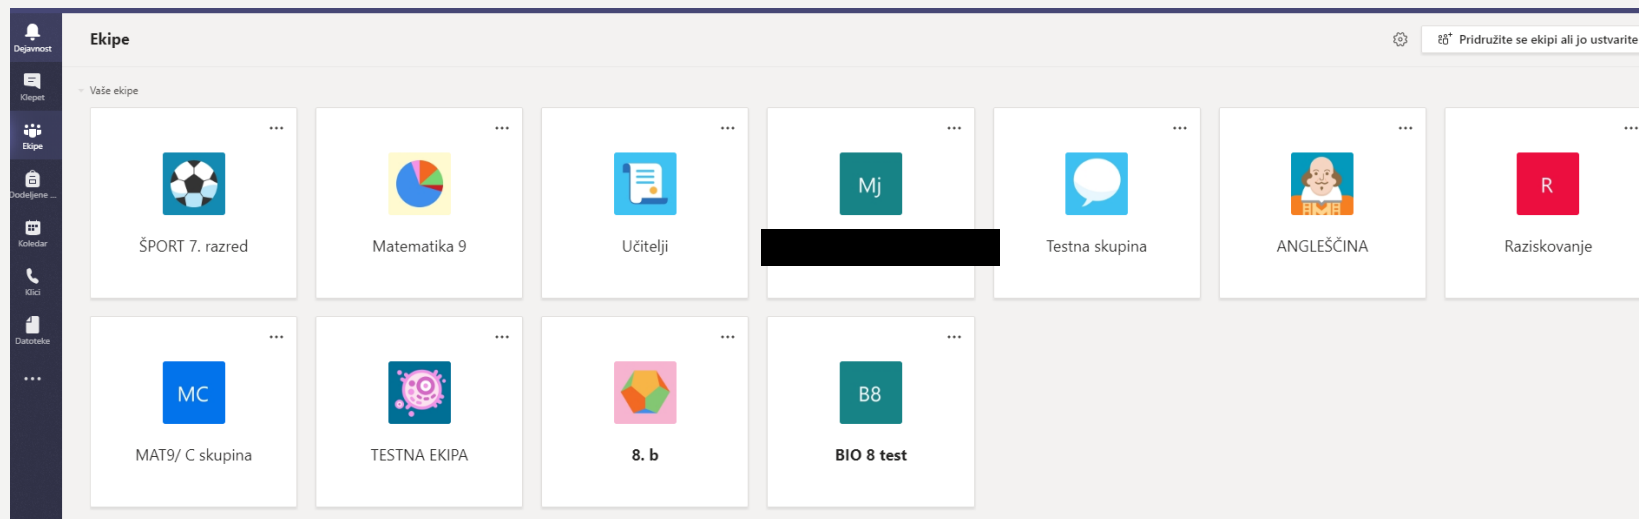 Ekipe
Pridružite se ekipi ali jo ustvarite
Dejavnost
Klepet
Ekipe
Dodeljene ...
Koledar
Klici
Datoteke
Vaše ekipe
Mj
R
ŠPORT 7. razred
Matematika 9
Učitelji
Testna skupina
ANGLEŠČINA
Raziskovanje
MC
B8
MAT9/ C skupina
TESTNA EKIPA
8. b
BIO 8 test